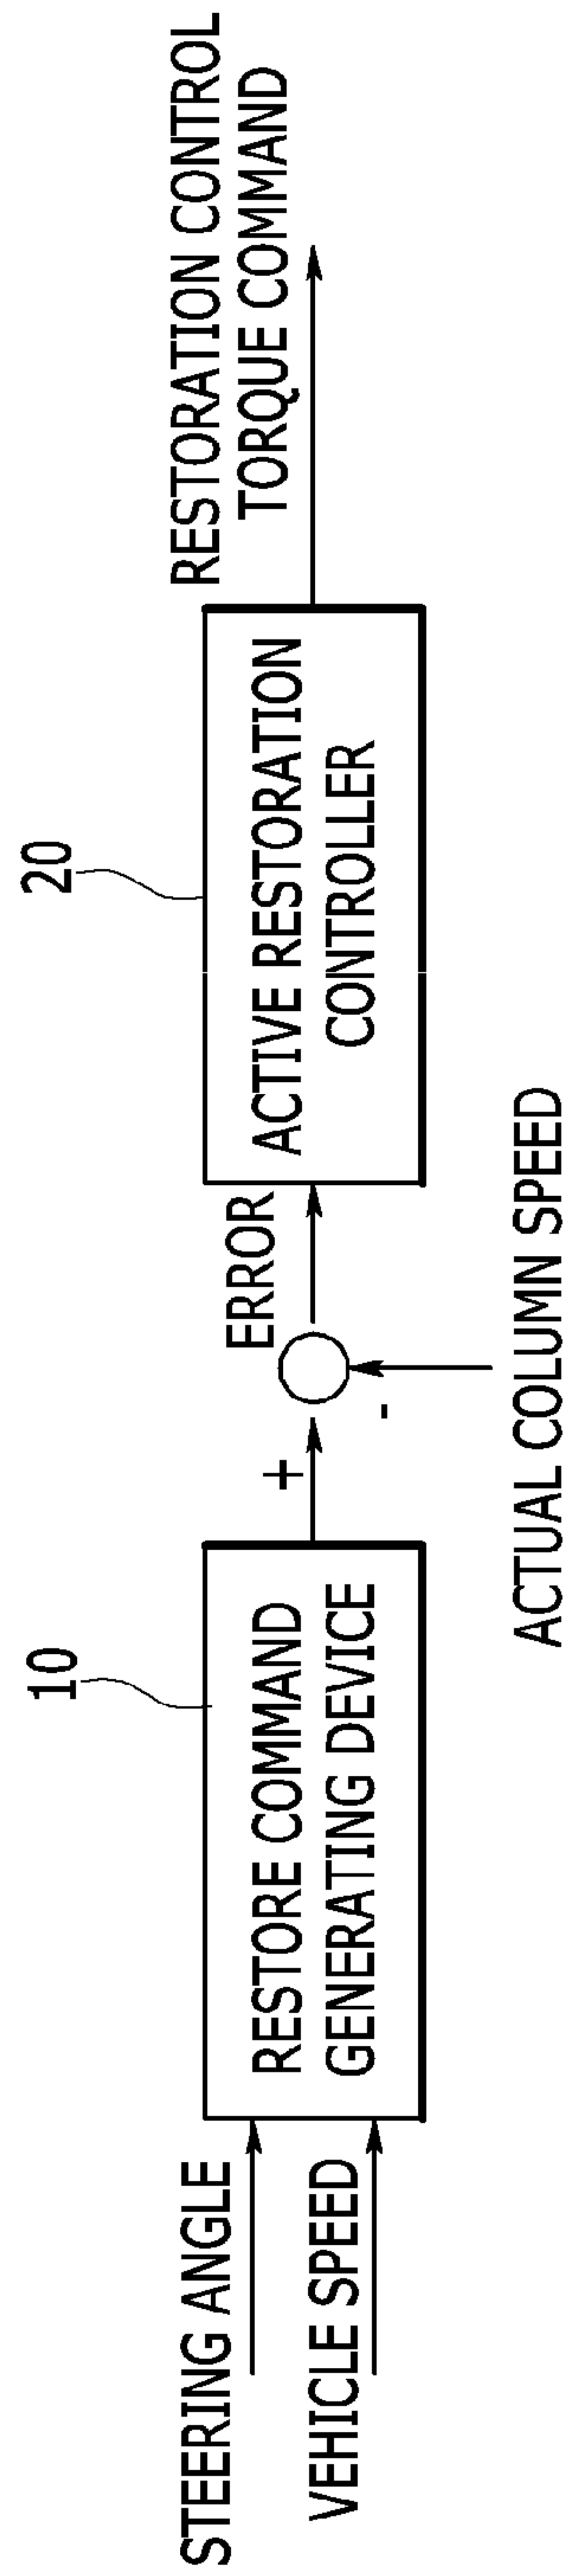 STEERING ANGLE
VEHICLE SPEED
10
RESTORE COMMAND
GENERATING DEVICE
+
-
ACTUAL COLUMN SPEED
ERROR
20
ACTIVE RESTORATION
CONTROLLER
RESTORATION CONTROL
TORQUE COMMAND